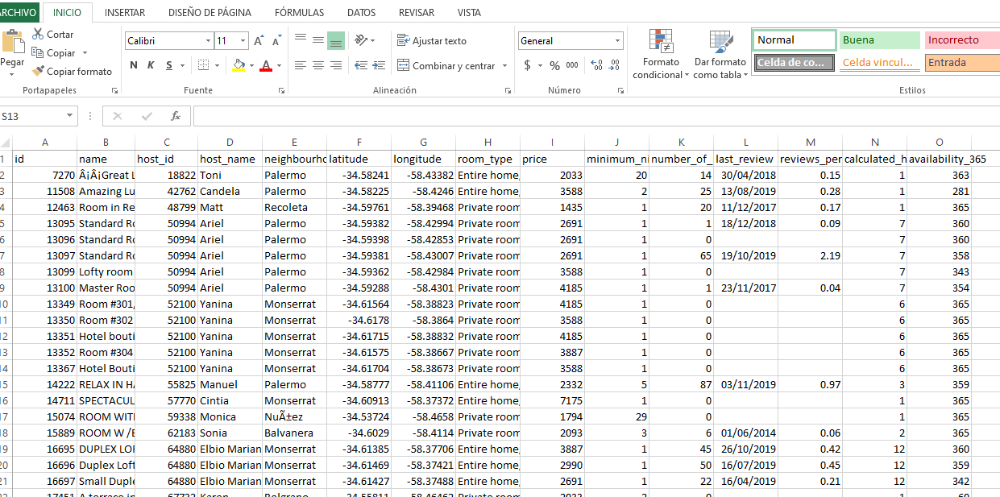 ARCHIVO INICIO INSERTAR DISEÑO DE PÁGINA FÓRMULAS DATOS REVISAR VISTA
Pegar Cortar Copiar Copiar formato
Portapapeles
Calibri 11 A A
N K S A
Fuente
Ajustar texto
Combinar y centrar
Alineación
General
$ % 000
Número
Formato condicional Dar formato como tabla
Normal Buena Incorrecto
Celda de co... Celda vincul... Entrada
Estilos
S13 fx
A B C D E F G H I J K L M N O
1 id name host_id host_name neighbourho latitude longitude room_type price minimum_ni number_of_ last_review reviews_per calculated_h availability_365
2 7270 Â¡Â¡Great L 18822 Toni Palermo -34.58241 -58.43382 Entire home, 2033 20 14 30/04/2018 0.15 1 363
3 11508 Amazing Lu 42762 Candela Palermo -34.58225 -58.4246 Entire home, 3588 2 25 13/08/2019 0.28 1 281
4 12463 Room in Re 48799 Matt Recoleta -34.59761 -58.39468 Private room 1435 1 20 11/12/2017 0.17 1 365
5 13095 Standard Ro 50994 Ariel Palermo -34.59382 -58.42994 Private room 2691 1 1 18/12/2018 0.09 7 360
6 13096 Standard Ro 50994 Ariel Palermo -34.59398 -58.42853 Private room 2691 1 0 7 360
7 13097 Standard Ro 50994 Ariel Palermo -34.59381 -58.43007 Private room 2691 1 65 19/10/2019 2.19 7 358
8 13099 Lofty room 50994 Ariel Palermo -34.59362 -58.42984 Private room 3588 1 0 7 343
9 13100 Master Roo 50994 Ariel Palermo -34.59288 -58.4301 Private room 4185 1 1 23/11/2017 0.04 7 354
10 13349 Room #301, 52100 Yanina Monserrat -34.61564 -58.38823 Private room 4185 1 0 6 365
11 13350 Room #302 52100 Yanina Monserrat -34.6178 -58.3864 Private room 3588 1 0 6 365
12 13351 Hotel bouti 52100 Yanina Monserrat -34.61715 -58.38832 Private room 4185 1 0 6 365
13 13352 Room #304 52100 Yanina Monserrat -34.61575 -58.38667 Private room 3887 1 0 6 365
14 13367 Hotel Bouti 52100 Yanina Monserrat -34.61704 -58.38673 Private room 3588 1 0 6 365
15 14222 RELAX IN HA 55825 Manuel Palermo -34.58777 -58.41106 Entire home, 2332 5 87 03/11/2019 0.97 3 359
16 14711 SPECTACUL 57770 Cintia Monserrat -34.60913 -58.37372 Entire home, 7175 1 0 1 365
17 15074 ROOM WITH 59338 Monica NuÃ±ez -34.53724 -58.4658 Private room 1794 29 0 1 365
18 15889 ROOM W /B 62183 Sonia Balvanera -34.6029 -58.4114 Private room 2093 3 6 01/06/2014 0.06 2 365
19 16695 DUPLEX LOF 64880 Elbio Marian Monserrat -34.61385 -58.37706 Entire home, 3887 1 45 26/10/2019 0.42 12 360
20 16696 Duplex Loft 64880 Elbio Marian Monserrat -34.61469 -58.37421 Entire home, 2990 1 50 16/07/2019 0.45 12 359
21 16697 Small Duple 64880 Elbio Marian Monserrat -34.61427 -58.37488 Entire home, 2691 1 22 16/04/2019 0.21 12 342